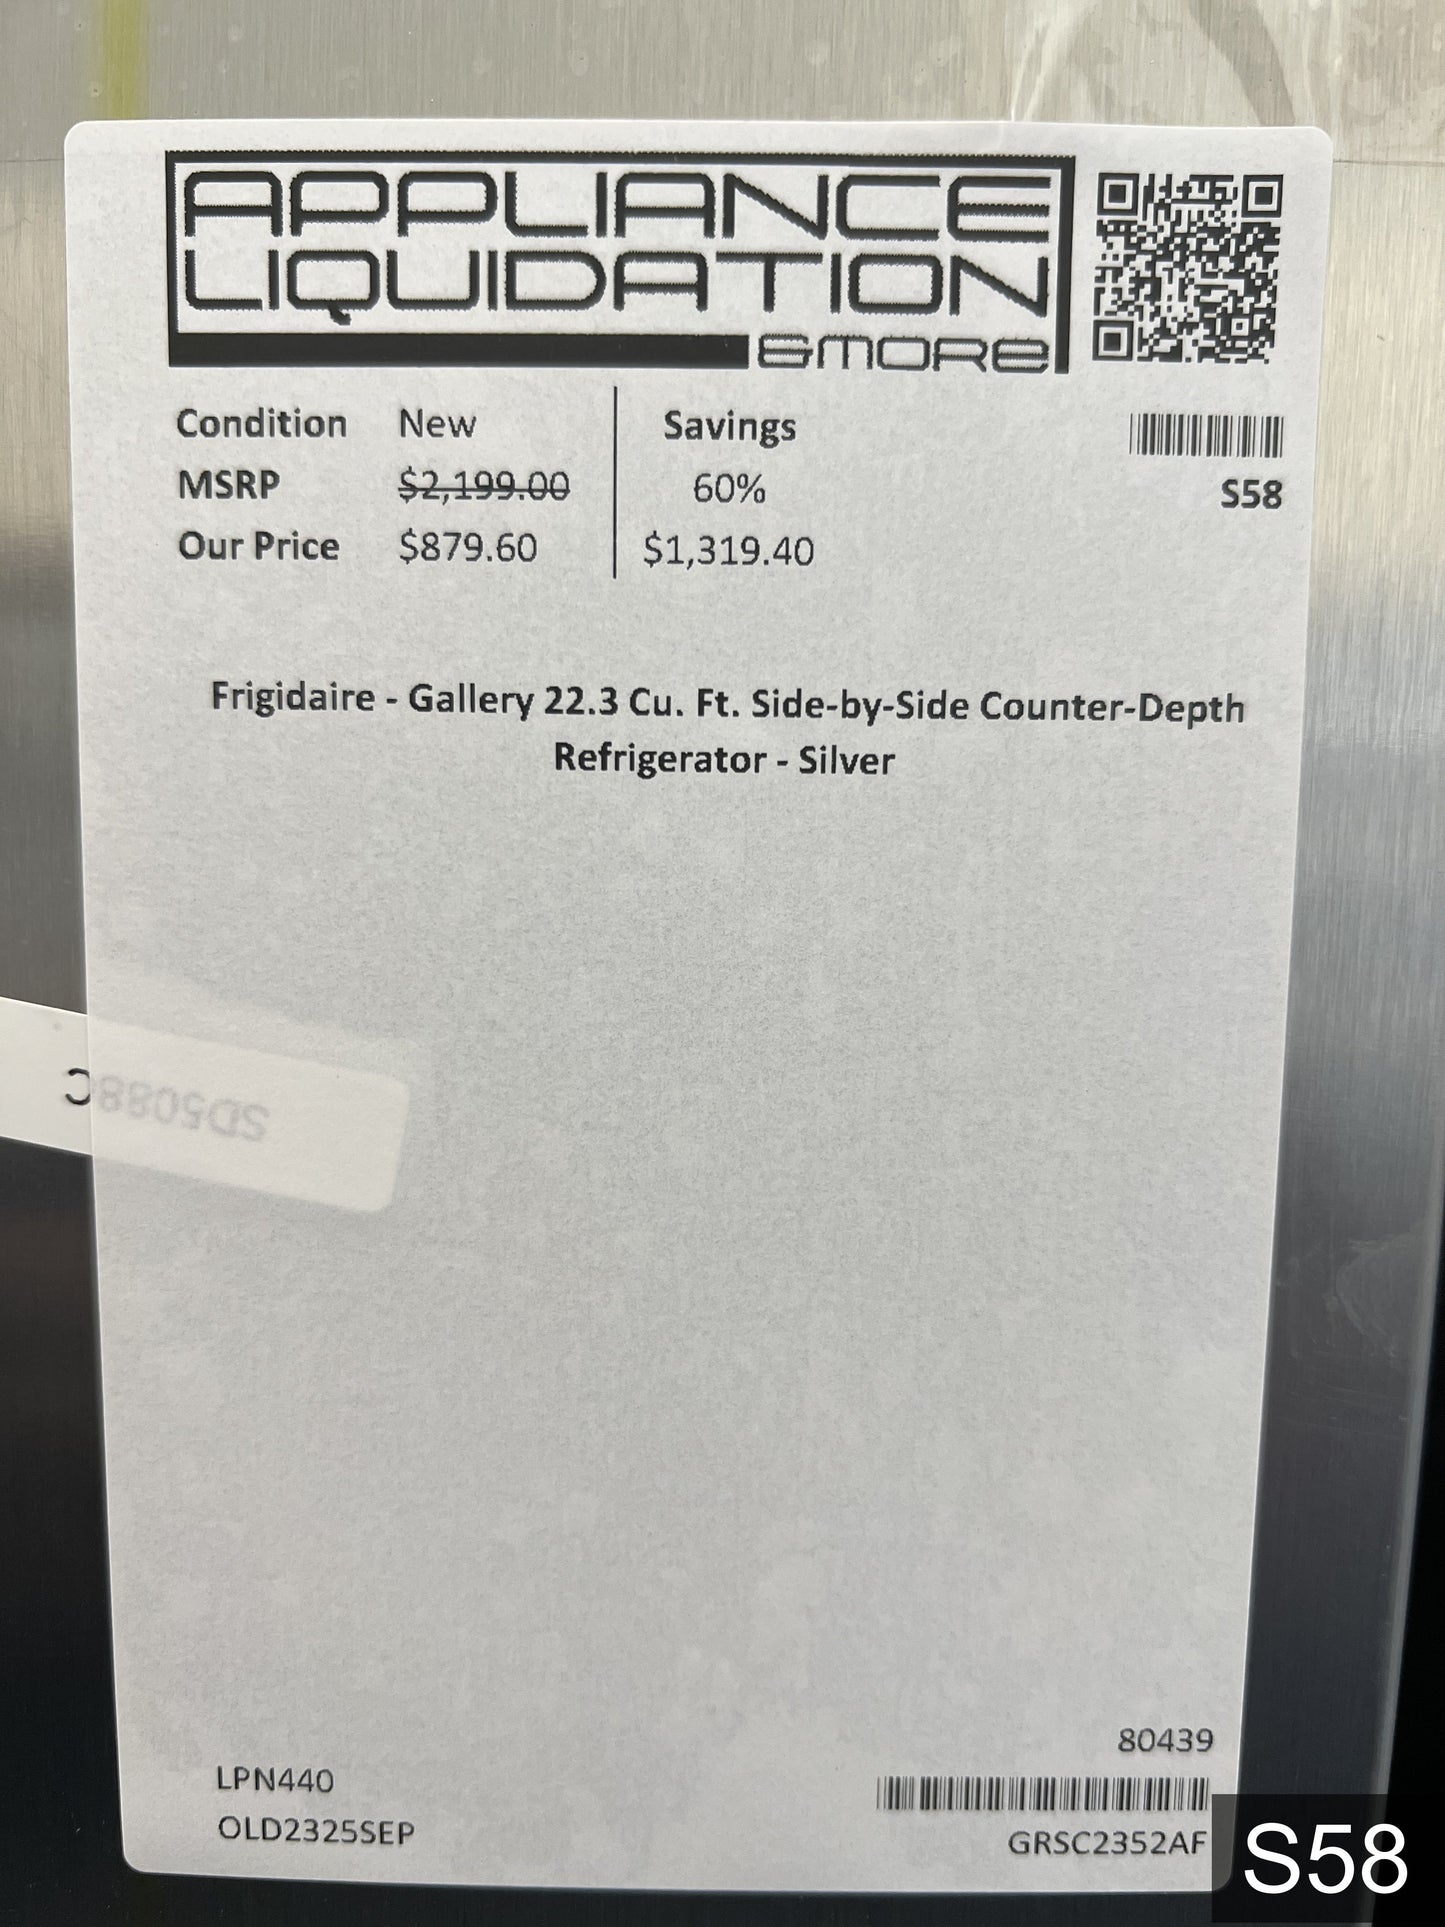 APPLIANCE
LIQUIDATION
&MORE
Condition New
MSRP $2,199.00
Our Price $879.60
Savings
60%
$1,319.40
S58
Frigidaire - Gallery 22.3 Cu. Ft. Side-by-Side Counter-Depth
Refrigerator - Silver
SD5088C
80439
LPN440
OLD2325SEP
GRSC2352AF
S58